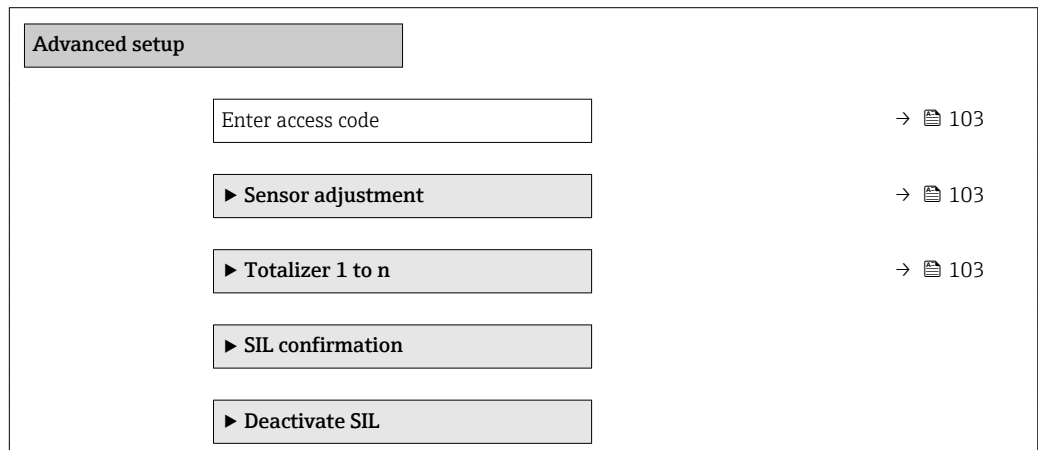 Advanced setup
Enter access code → 103
▶ Sensor adjustment → 103
▶ Totalizer 1 to n → 103
▶ SIL confirmation
▶ Deactivate SIL